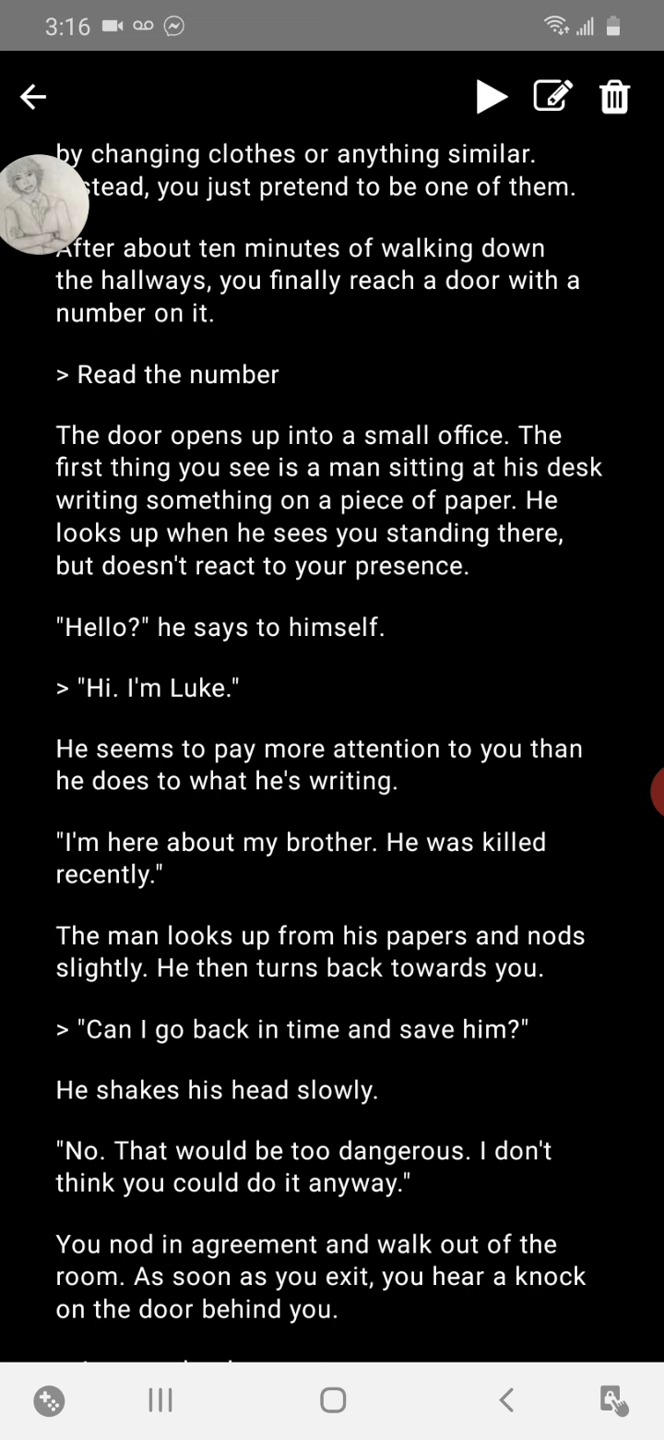 3:16
by changing clothes or anything similar.
stead, you just pretend to be one of them.
After about ten minutes of walking down
the hallways, you finally reach a door with a
number on it.
> Read the number
The door opens up into a small office. The
first thing you see is a man sitting at his desk
writing something on a piece of paper. He
looks up when he sees you standing there,
but doesn't react to your presence.
"Hello?" he says to himself.
> "Hi. I'm Luke."
He seems to pay more attention to you than
he does to what he's writing.
"I'm here about my brother. He was killed
recently."
The man looks up from his papers and nods
slightly. He then turns back towards you.
> "Can I go back in time and save him?"
He shakes his head slowly.
"No. That would be too dangerous. I don't
think you could do it anyway."
You nod in agreement and walk out of the
room. As soon as you exit, you hear a knock
on the door behind you.